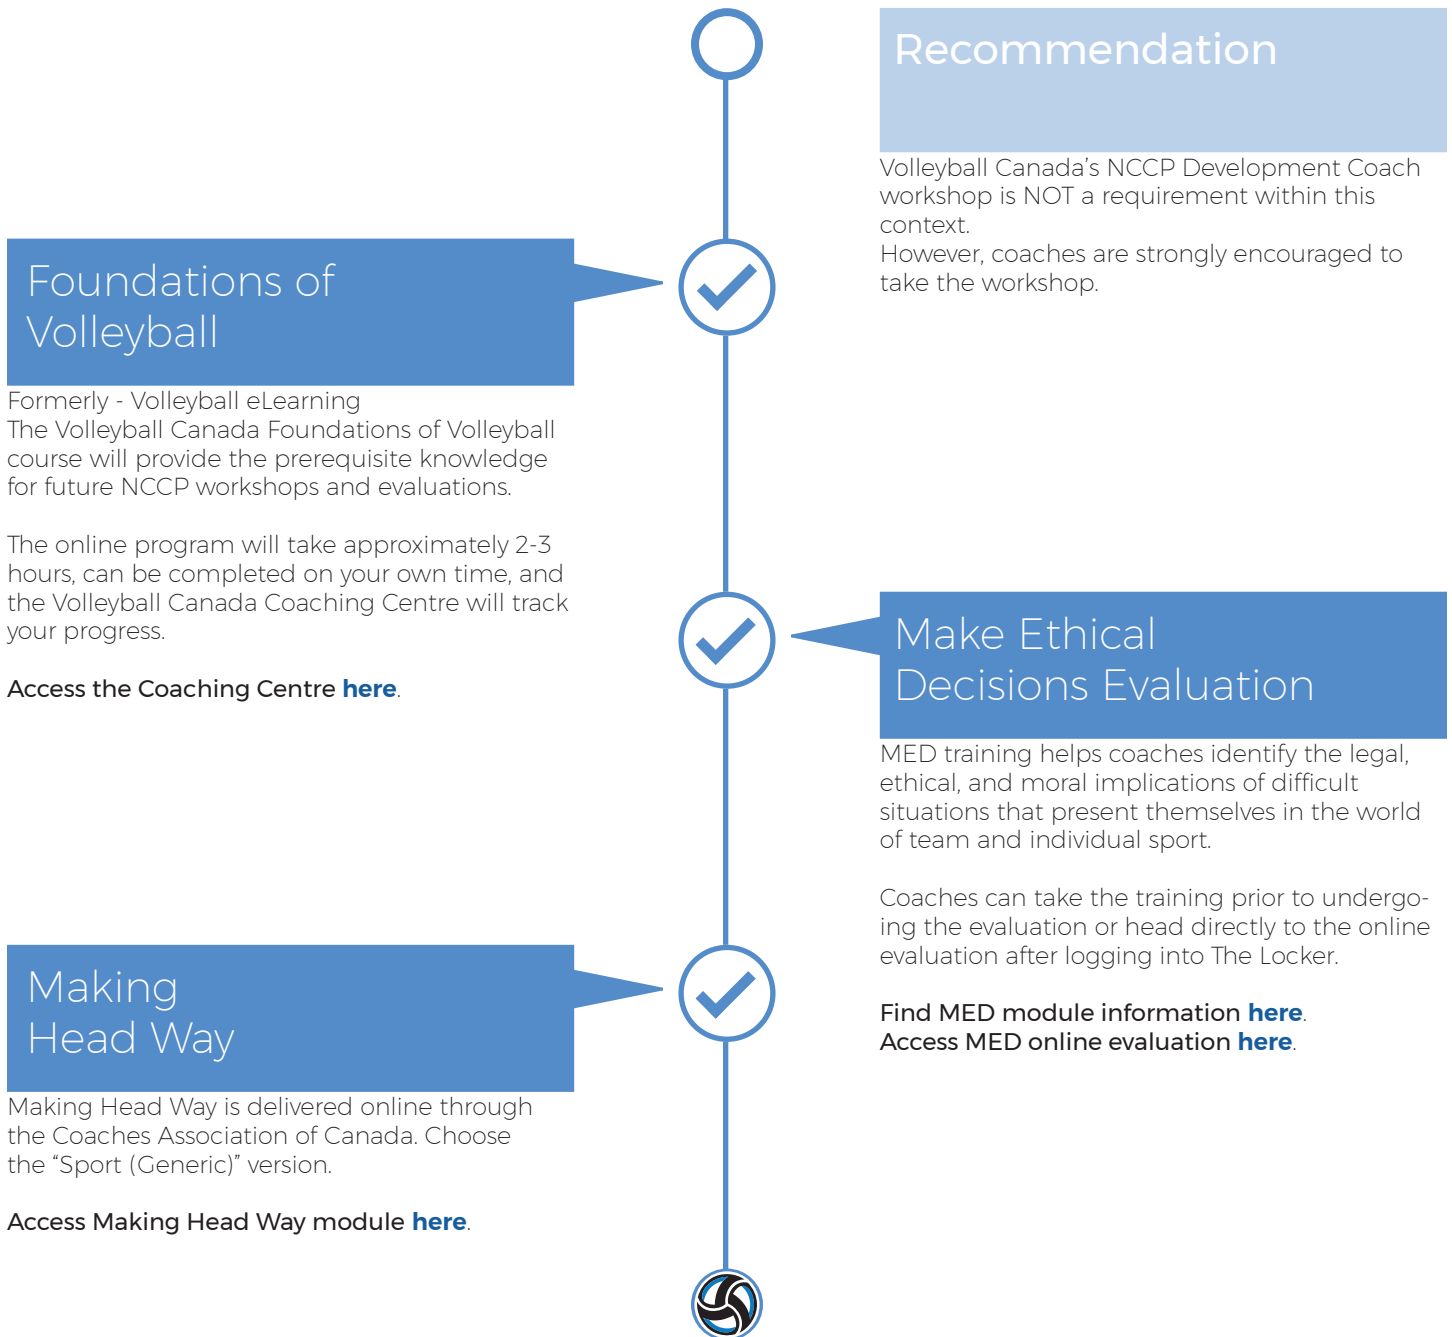 Recommendation
Volleyball Canada's NCCP Development Coach
workshop is NOT a requirement within this
context.
However, coaches are strongly encouraged to
take the workshop.
Foundations of
Volleyball
Formerly - Volleyball eLearning
The Volleyball Canada Foundations of Volleyball
course will provide the prerequisite knowledge
for future NCCP workshops and evaluations.
The online program will take approximately 2-3
hours, can be completed on your own time, and
the Volleyball Canada Coaching Centre will track
your progress.
Access the Coaching Centre here.
Make Ethical
Decisions Evaluation
MED training helps coaches identify the legal,
ethical, and moral implications of difficult
situations that present themselves in the world
of team and individual sport.
Coaches can take the training prior to undergo-
ing the evaluation or head directly to the online
evaluation after logging into The Locker.
Find MED module information here.
Access MED online evaluation here.
Making
Head Way
Making Head Way is delivered online through
the Coaches Association of Canada. Choose
the “Sport (Generic)” version.
Access Making Head Way module here.